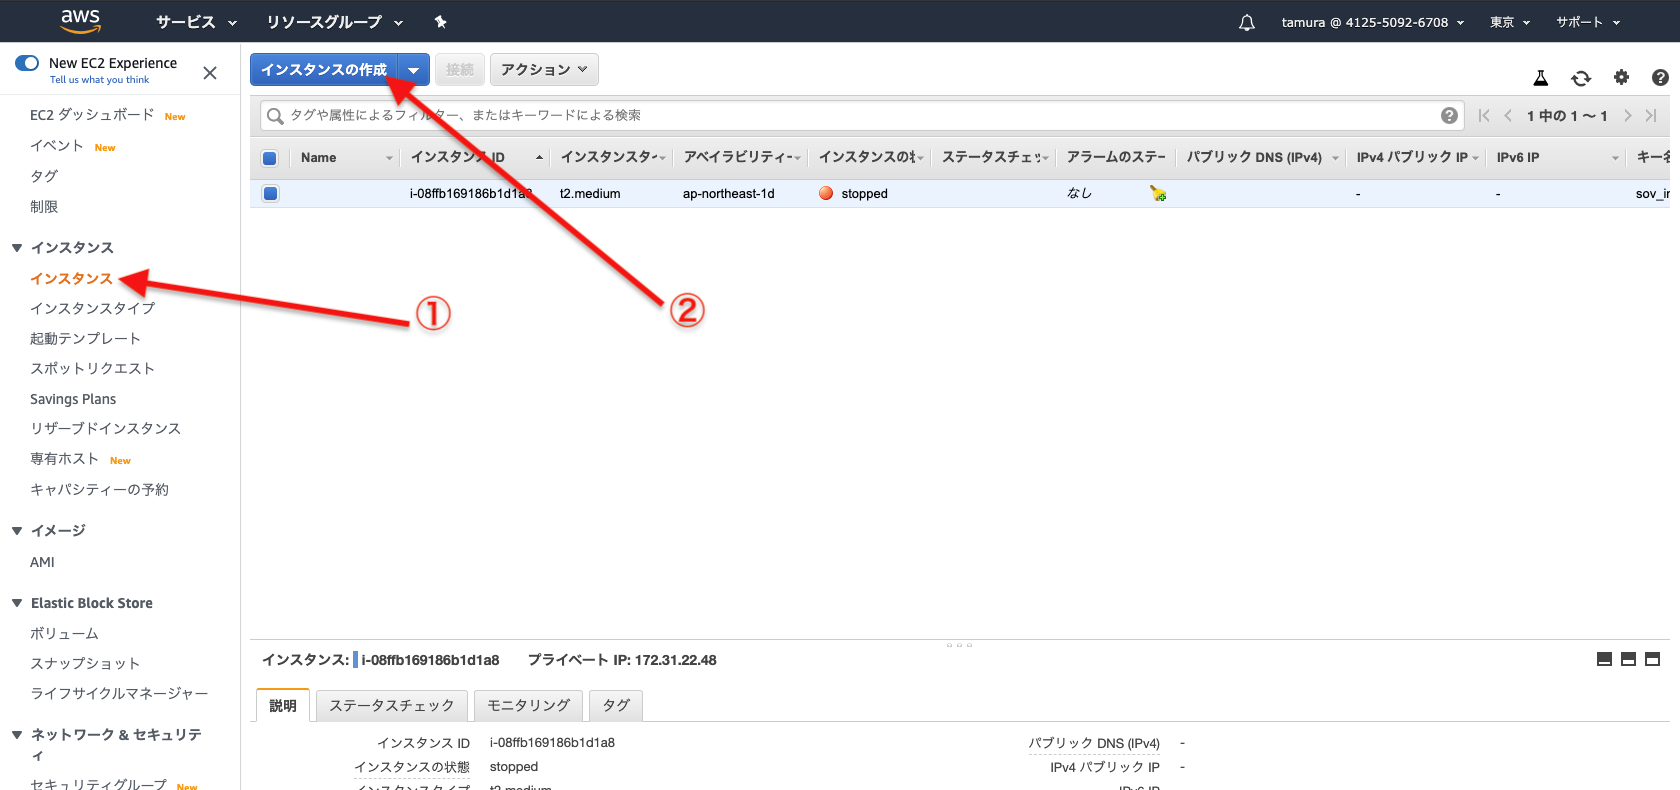 aws サービス リソースグループ tamura @ 4125-5092-6708 東京 サポート
New EC2 Experience
Tell us what you think
EC2 ダッシュボード New
イベント New
タグ
制限
インスタンス
インスタンス
インスタンスタイプ
起動テンプレート
スポットリクエスト
Savings Plans
リザーブドインスタンス
専有ホスト New
キャパシティーの予約
イメージ
AMI
Elastic Block Store
ボリューム
スナップショット
ライフサイクルマネージャー
ネットワーク & セキュリティ
セキュリティグループ New
インスタンスの作成 接続 アクション
タグや属性によるフィルター、またはキーワードによる検索
1 中の 1 ～ 1
Name インスタンス ID インスタンスタ アベイラビリティー インスタンスの ステータスチェッ アラームのステー パブリック DNS (IPv4) IPv4 パブリック IP IPv6 IP キー
i-08ffb169186b1d1a8 t2.medium ap-northeast-1d stopped なし - - sov_
① ②
インスタンス: i-08ffb169186b1d1a8 プライベート IP: 172.31.22.48
説明 ステータスチェック モニタリング タグ
インスタンス ID i-08ffb169186b1d1a8 パブリック DNS (IPv4) -
インスタンスの状態 stopped IPv4 パブリック IP -
インスタンスタイプ t2.medium IPv6 IP